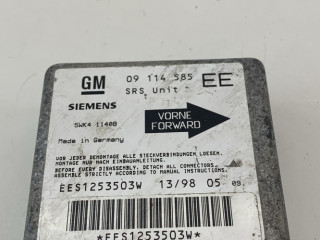 GM
09 114 585 EE
SRS Unit
SIEMENS
5WK4 11408
VORNE
FORWARD
Made in Germany
VOR JEDER DEMONTAGE ALLE STECKVERBINDUNGEN LOESEN.
MONTAGE NUR NACH EINBAUANLEITUNG.
BEFORE EVERY DISASSEMBLY, DETACH ALL CONNECTORS.
ASSEMBLE STRICTLY ACCORDING TO MANUAL INSTRUCTIONS.
EES1253503W 13/98 05
*EES1253503W*